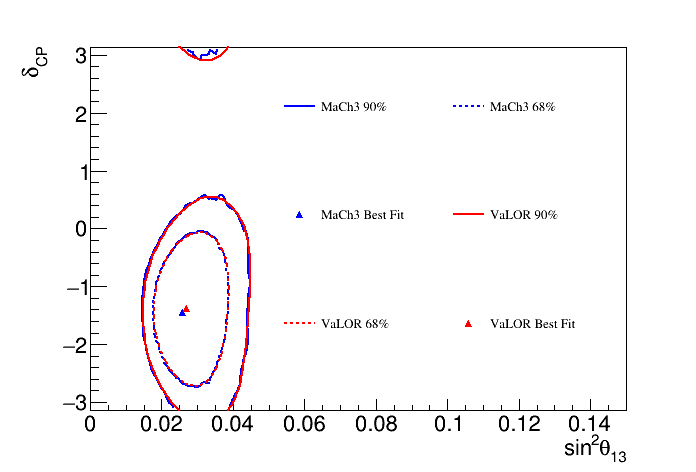 δCP
3
2
1
0
−1
−2
−3
MaCh3 90%
MaCh3 68%
MaCh3 Best Fit
VaLOR 90%
VaLOR 68%
VaLOR Best Fit
0 0.02 0.04 0.06 0.08 0.1 0.12 0.14
sin²θ₁₃